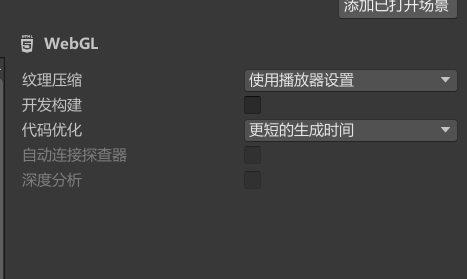 添加已打开场景
WebGL
纹理压缩 使用播放器设置
开发构建
代码优化 更短的生成时间
自动连接探查器
深度分析